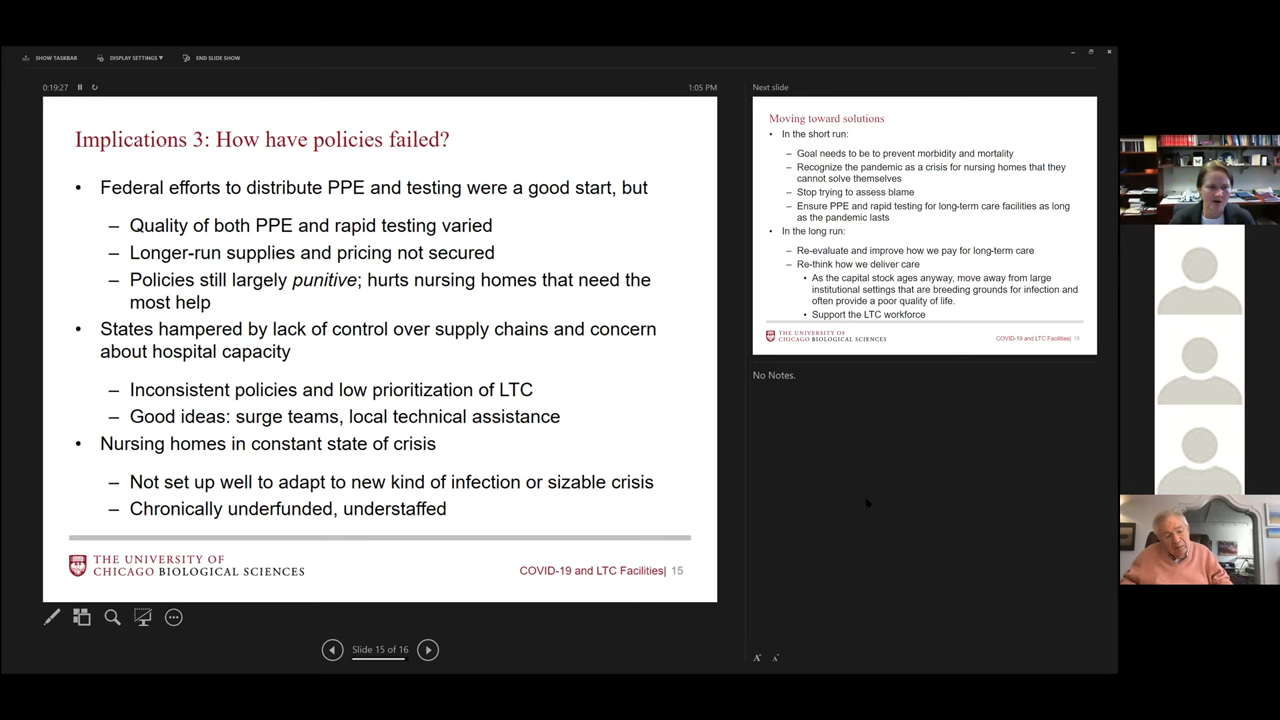 SHOW TASKBAR
DISPLAY SETTINGS ▾
END SLIDE SHOW
0:19:27
1:05 PM
Implications 3: How have policies failed?
• Federal efforts to distribute PPE and testing were a good start, but
– Quality of both PPE and rapid testing varied
– Longer-run supplies and pricing not secured
– Policies still largely punitive; hurts nursing homes that need the
most help
• States hampered by lack of control over supply chains and concern
about hospital capacity
– Inconsistent policies and low prioritization of LTC
– Good ideas: surge teams, local technical assistance
• Nursing homes in constant state of crisis
– Not set up well to adapt to new kind of infection or sizable crisis
– Chronically underfunded, understaffed
THE UNIVERSITY OF
CHICAGO BIOLOGICAL SCIENCES
COVID-19 and LTC Facilities| 15
Slide 15 of 16
Next slide
Moving toward solutions
• In the short run:
– Goal needs to be to prevent morbidity and mortality
– Recognize the pandemic as a crisis for nursing homes that they
cannot solve themselves
– Stop trying to assess blame
– Ensure PPE and rapid testing for long-term care facilities as long
as the pandemic lasts
• In the long run:
– Re-evaluate and improve how we pay for long-term care
– Re-think how we deliver care
• As the capital stock ages anyway, move away from large
institutional settings that are breeding grounds for infection and
often provide a poor quality of life.
• Support the LTC workforce
THE UNIVERSITY OF
CHICAGO BIOLOGICAL SCIENCES
COVID-19 and LTC Facilities| 16
No Notes.
A
A